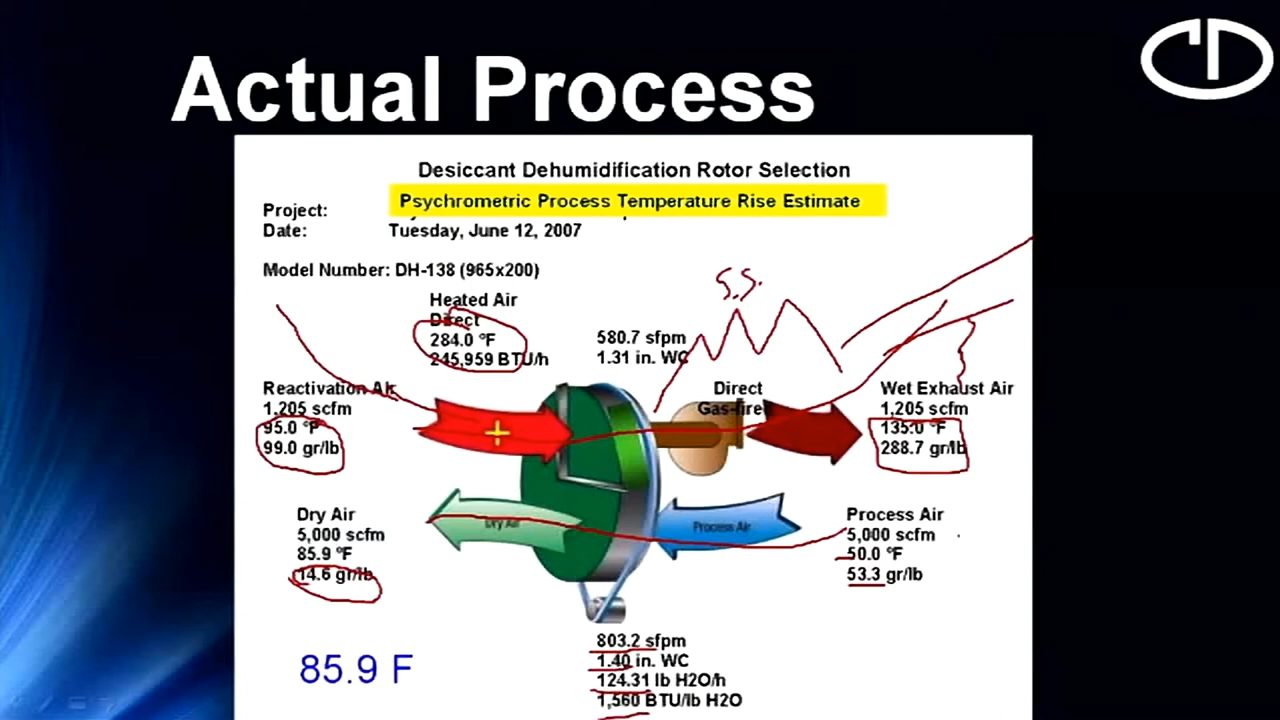 Actual Process
Desiccant Dehumidification Rotor Selection
Psychrometric Process Temperature Rise Estimate
Project:
Date: Tuesday, June 12, 2007
Model Number: DH-138 (965x200)
Heated Air
Direct
284.0 °F
245,959 BTU/h
580.7 sfpm
1.31 in. WC
S.S.
Reactivation Air
1,205 scfm
95.0 °F
99.0 gr/lb
Direct
Gas-fired
Wet Exhaust Air
1,205 scfm
135.0 °F
288.7 gr/lb
Dry Air
5,000 scfm
85.9 °F
14.6 gr/lb
Dry Air
Process Air
Process Air
5,000 scfm
50.0 °F
53.3 gr/lb
803.2 sfpm
1.40 in. WC
124.31 lb H2O/h
1,560 BTU/lb H2O
85.9 F